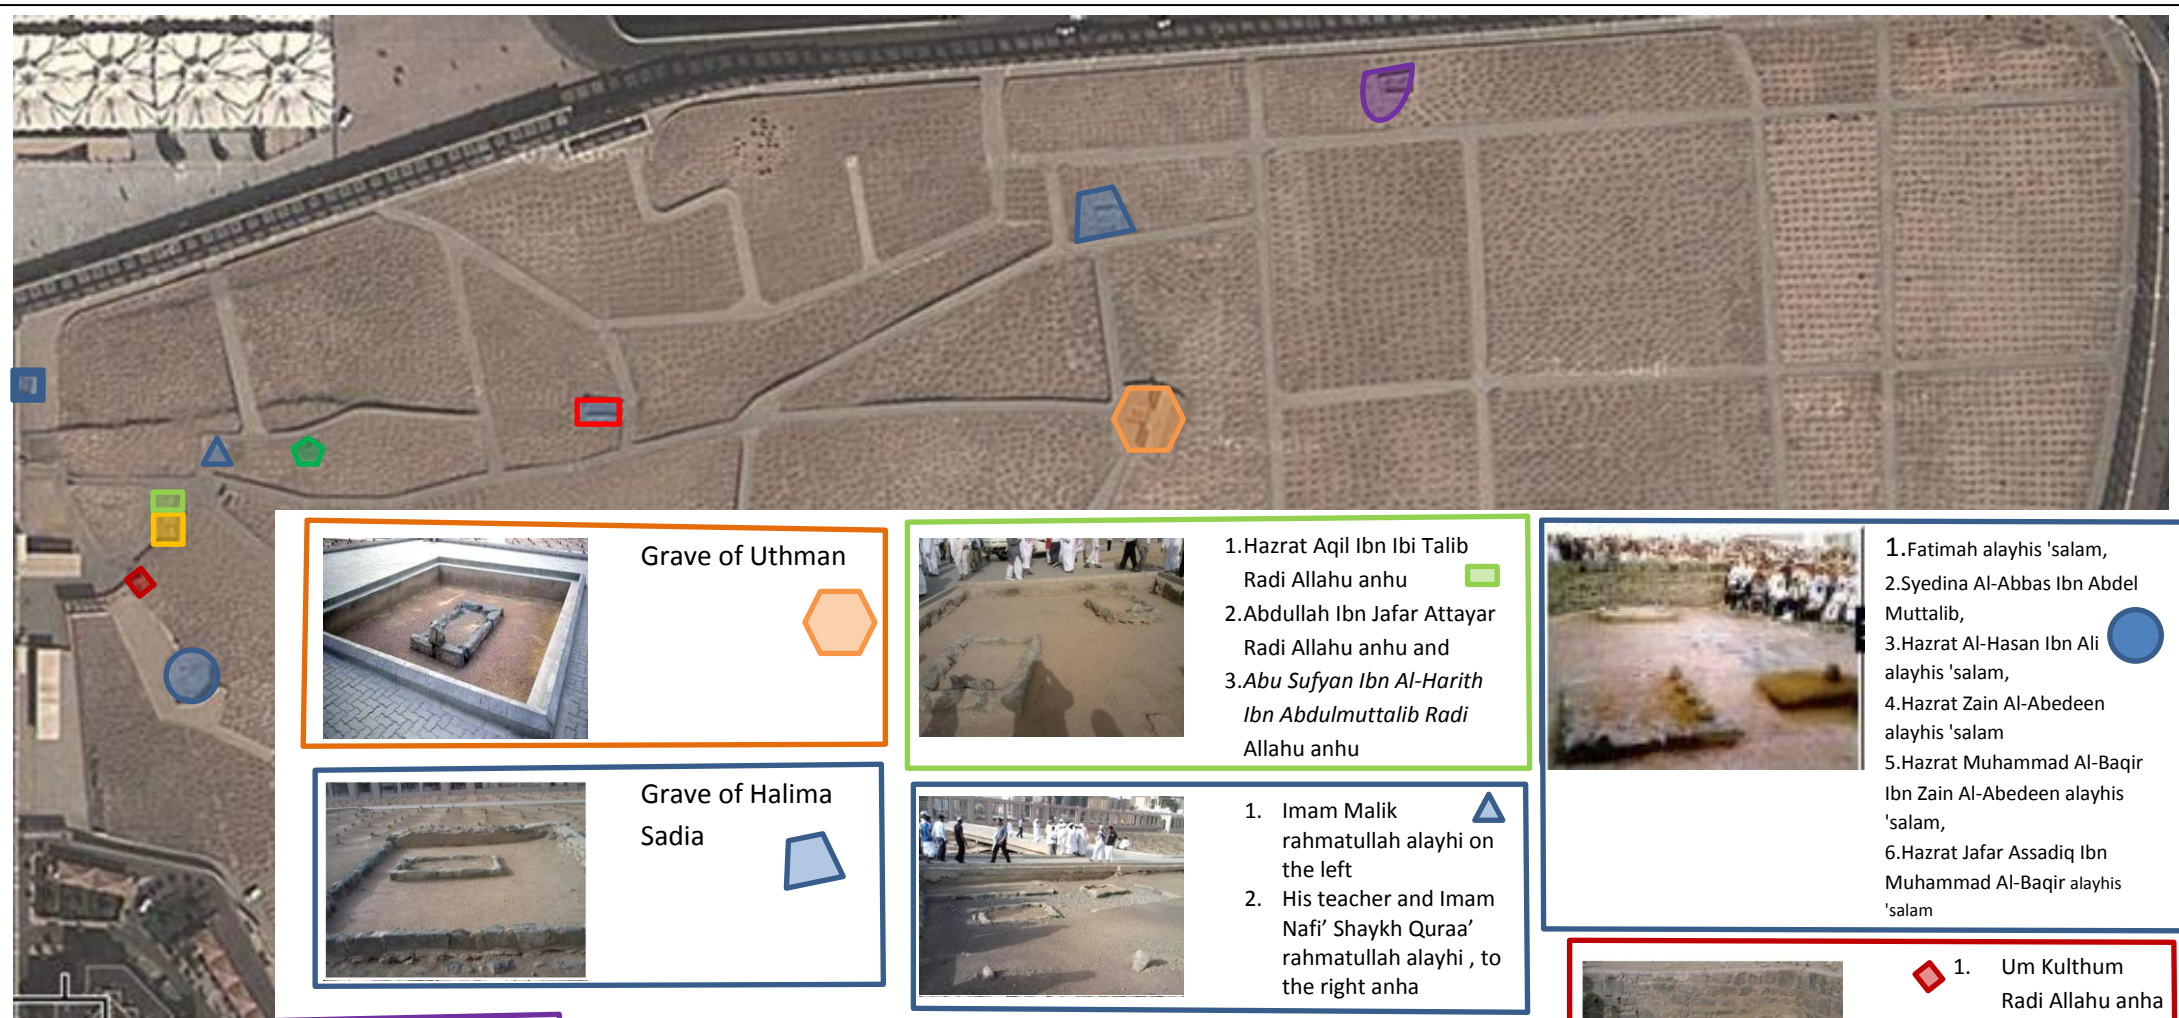 Grave of Uthman
1.Hazrat Aqil Ibn Ibi Talib
Radi Allahu anhu
2.Abdullah Ibn Jafar Attayar
Radi Allahu anhu and
3.Abu Sufyan Ibn Al-Harith
Ibn Abdulmuttalib Radi
Allahu anhu
1.Fatimah alayhis 'salam,
2.Syedina Al-Abbas Ibn Abdel
Muttalib,
3.Hazrat Al-Hasan Ibn Ali
alayhis 'salam,
4.Hazrat Zain Al-Abedeen
alayhis 'salam
5.Hazrat Muhammad Al-Baqir
Ibn Zain Al-Abedeen alayhis
'salam,
6.Hazrat Jafar Assadiq Ibn
Muhammad Al-Baqir alayhis
'salam
Grave of Halima
Sadia
1. Imam Malik
rahmatullah alayhi on
the left
2. His teacher and Imam
Nafi’ Shaykh Quraa’
rahmatullah alayhi , to
the right anha
1. Um Kulthum
Radi Allahu anha